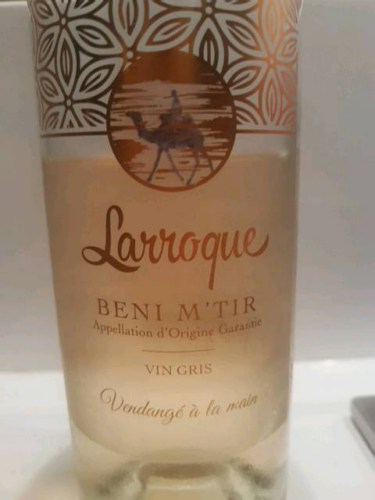 Larroque
BENI M'TIR
Appellation d'Origine Garantie
VIN GRIS
Vendangé à la main